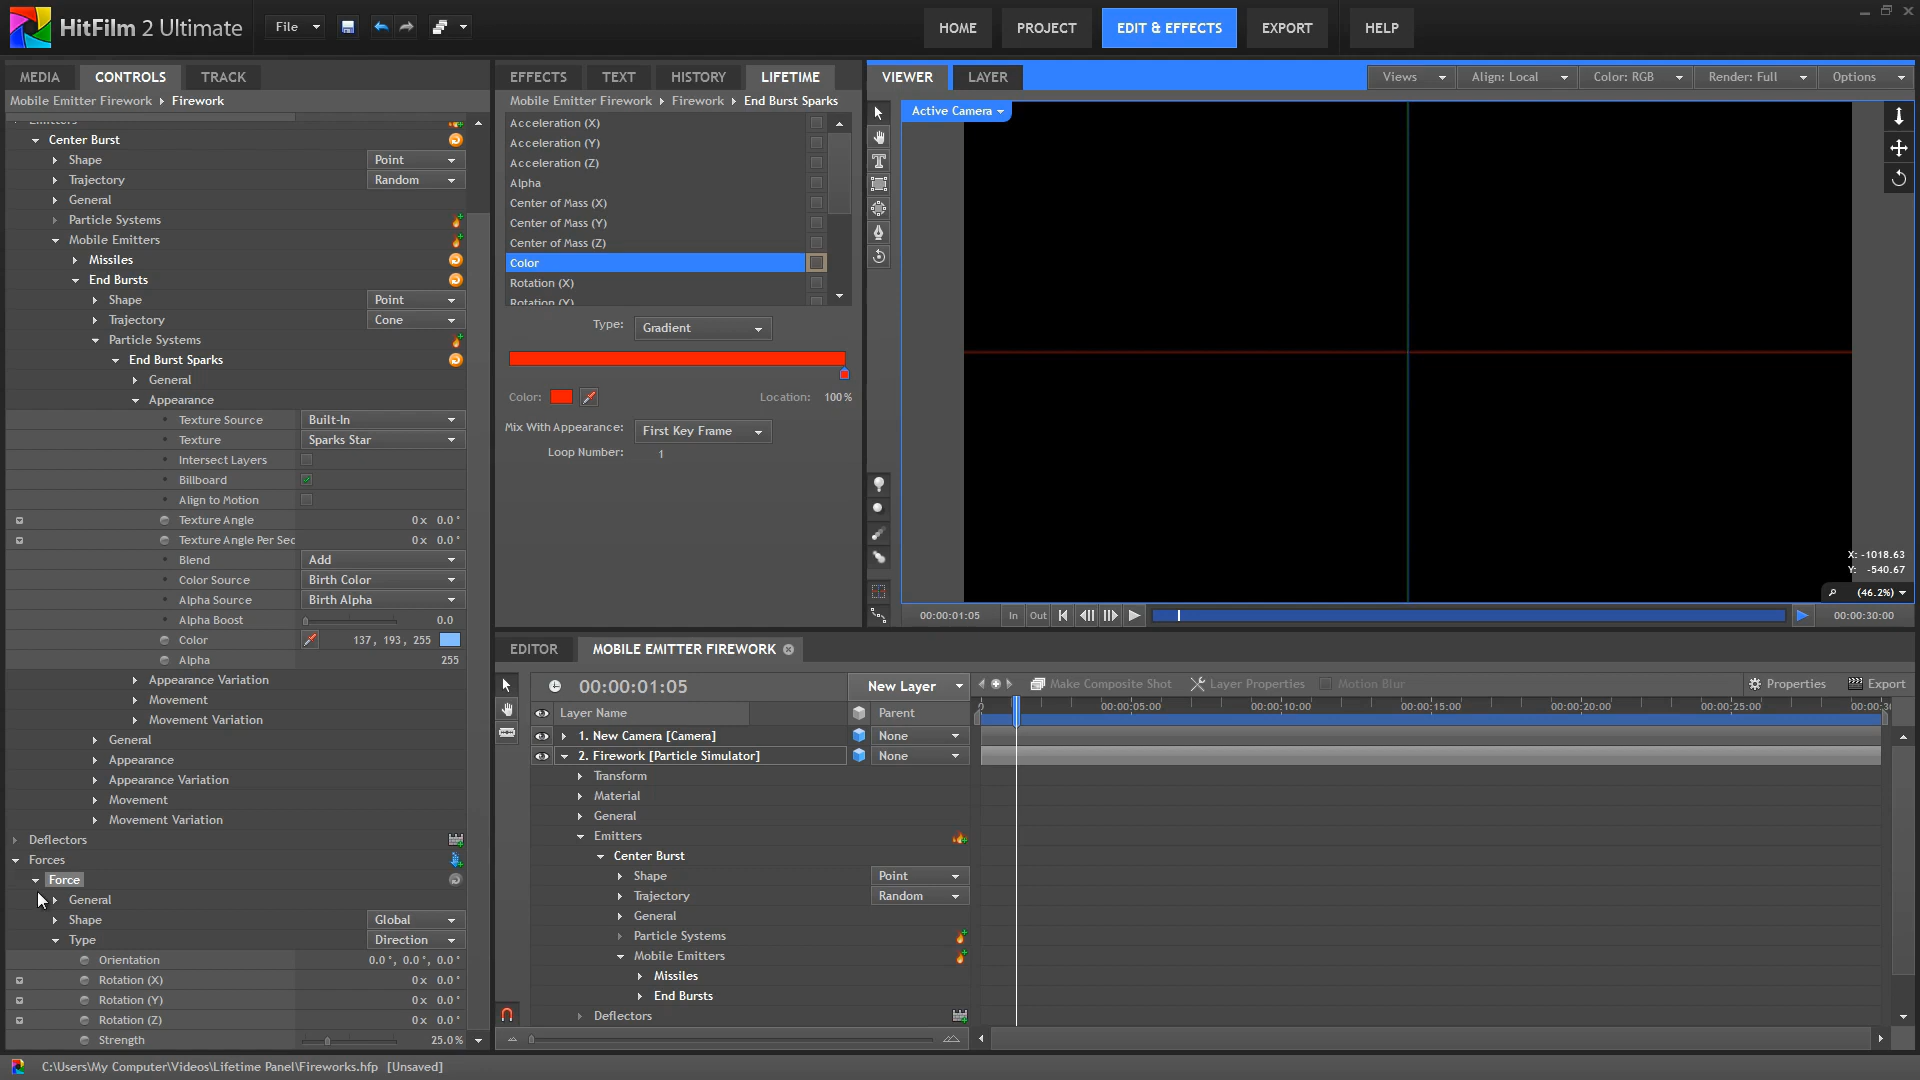 HitFilm 2 Ultimate
File
HOME
PROJECT
EDIT & EFFECTS
EXPORT
HELP
MEDIA
CONTROLS
TRACK
Mobile Emitter Firework
Firework
Center Burst
Shape
Point
Trajectory
Random
General
Particle Systems
Mobile Emitters
Missiles
End Bursts
Shape
Point
Trajectory
Cone
Particle Systems
End Burst Sparks
General
Appearance
Texture Source
Built-In
Texture
Sparks Star
Intersect Layers
Billboard
Align to Motion
Texture Angle
0x 0.0°
Texture Angle Per Sec
0x 0.0°
Blend
Add
Color Source
Birth Color
Alpha Source
Birth Alpha
Alpha Boost
0.0
Color
137, 193, 255
Alpha
255
Appearance Variation
Movement
Movement Variation
General
Appearance
Appearance Variation
Movement
Movement Variation
Deflectors
Forces
Force
General
Shape
Global
Type
Direction
Orientation
0.0°, 0.0°, 0.0°
Rotation (X)
0x 0.0°
Rotation (Y)
0x 0.0°
Rotation (Z)
0x 0.0°
Strength
25.0%
EFFECTS
TEXT
HISTORY
LIFETIME
Mobile Emitter Firework
Firework
End Burst Sparks
Acceleration (X)
Acceleration (Y)
Acceleration (Z)
Alpha
Center of Mass (X)
Center of Mass (Y)
Center of Mass (Z)
Color
Rotation (X)
Rotation (Y)
Type:
Gradient
Color:
Location: 100%
Mix With Appearance:
First Key Frame
Loop Number:
1
VIEWER
LAYER
Views
Align: Local
Color: RGB
Render: Full
Options
Active Camera
X: -1018.63
Y: -540.67
(46.2%)
00:00:01:05
In
Out
00:00:30:00
EDITOR
MOBILE EMITTER FIREWORK
00:00:01:05
New Layer
Make Composite Shot
Layer Properties
Motion Blur
Properties
Export
Layer Name
Parent
0
00:00:05:00
00:00:10:00
00:00:15:00
00:00:20:00
00:00:25:00
1. New Camera [Camera]
None
2. Firework [Particle Simulator]
None
Transform
Material
General
Emitters
Center Burst
Shape
Point
Trajectory
Random
General
Particle Systems
Mobile Emitters
Missiles
End Bursts
Deflectors
C:\Users\My Computer\Videos\Lifetime Panel\Fireworks.hfp [Unsaved]